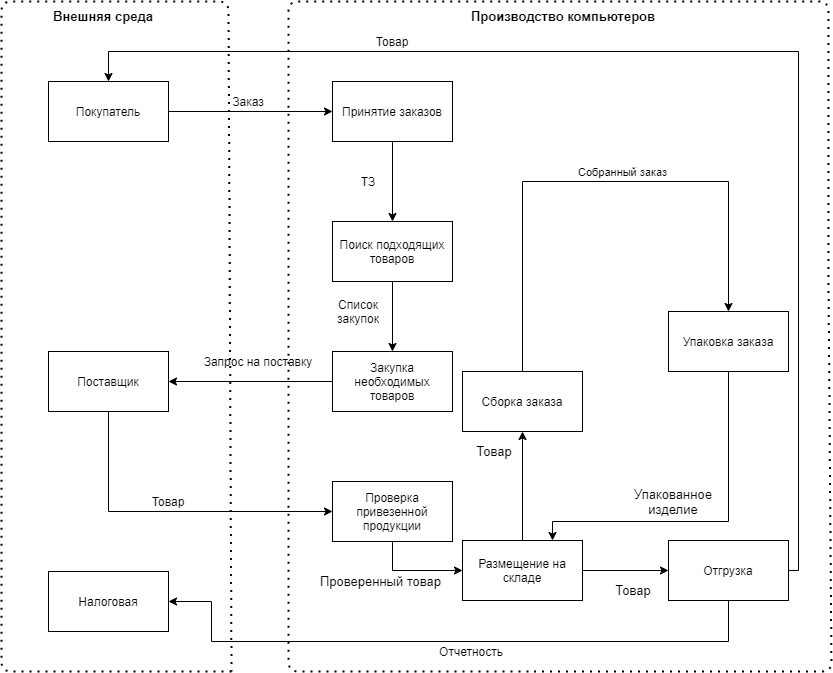 Внешняя среда
Производство компьютеров
Товар
Покупатель
Заказ
Принятие заказов
ТЗ
Собранный заказ
Поиск подходящих
товаров
Список
закупок
Упаковка заказа
Поставщик
Запрос на поставку
Закупка
необходимых
товаров
Сборка заказа
Товар
Товар
Проверка
привезенной
продукции
Упакованное
изделие
Проверенный товар
Размещение на
складе
Товар
Отгрузка
Налоговая
Отчетность